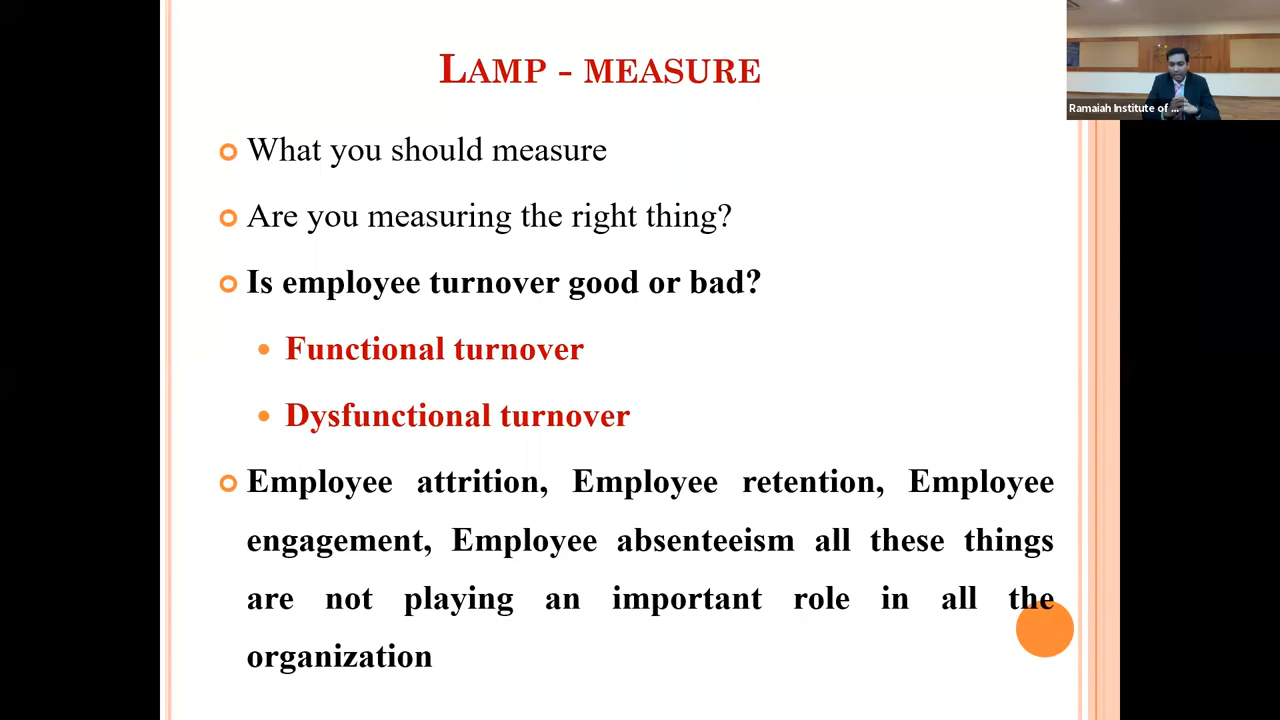 LAMP - MEASURE
Ramaiah Institute of ...
What you should measure
Are you measuring the right thing?
Is employee turnover good or bad?
Functional turnover
Dysfunctional turnover
Employee attrition, Employee retention, Employee
engagement, Employee absenteeism all these things
are not playing an important role in all the
organization